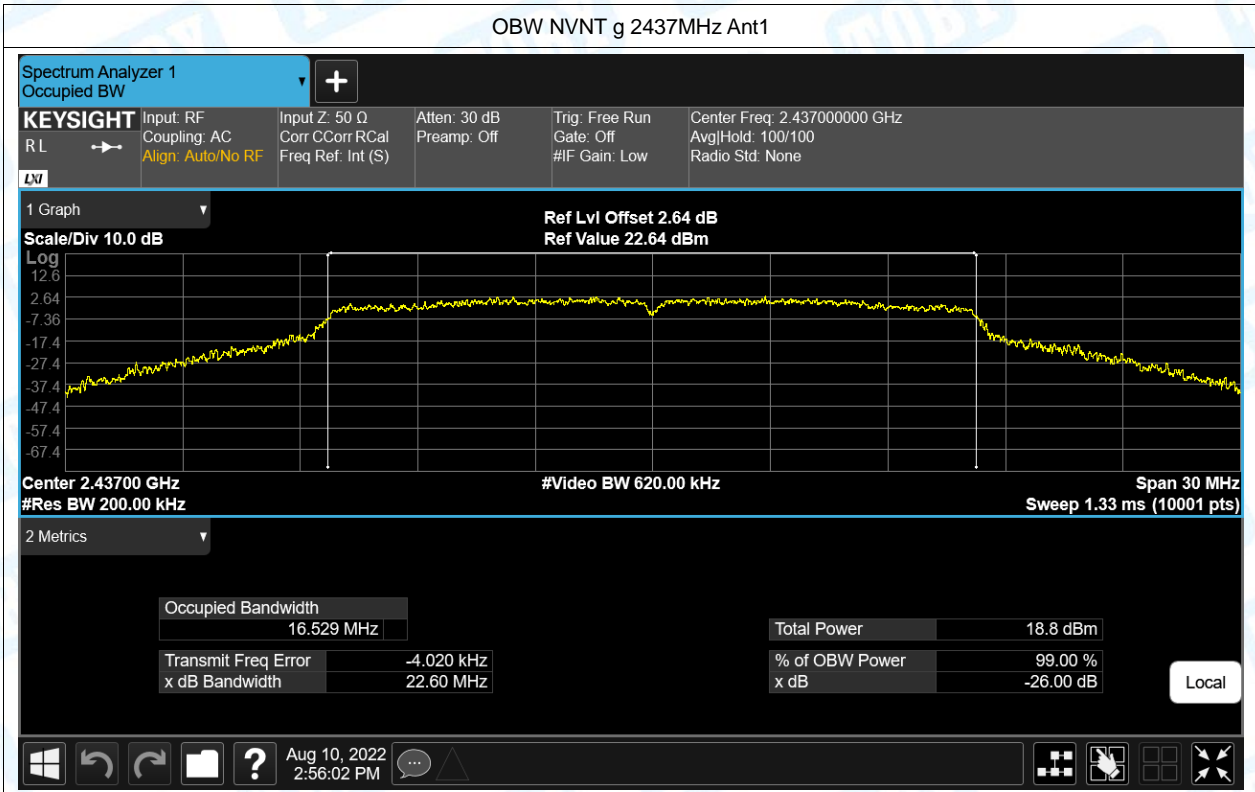 OBW NVNT g 2437MHz Ant1
Spectrum Analyzer 1
Occupied BW
KEYSIGHT
R L
LXI
Input: RF
Coupling: AC
Align: Auto/No RF
Input Z: 50 Ω
Corr CCorr RCal
Freq Ref: Int (S)
Atten: 30 dB
Preamp: Off
Trig: Free Run
Gate: Off
#IF Gain: Low
Center Freq: 2.437000000 GHz
Avg|Hold: 100/100
Radio Std: None
1 Graph
Scale/Div 10.0 dB
Ref Lvl Offset 2.64 dB
Ref Value 22.64 dBm
Log
12.6
2.64
-7.36
-17.4
-27.4
-37.4
-47.4
-57.4
-67.4
Center 2.43700 GHz
#Video BW 620.00 kHz
Span 30 MHz
#Res BW 200.00 kHz
Sweep 1.33 ms (10001 pts)
2 Metrics
Occupied Bandwidth
16.529 MHz
Total Power 18.8 dBm
Transmit Freq Error -4.020 kHz
% of OBW Power 99.00 %
x dB Bandwidth 22.60 MHz
x dB -26.00 dB
Local
?
Aug 10, 2022
2:56:02 PM